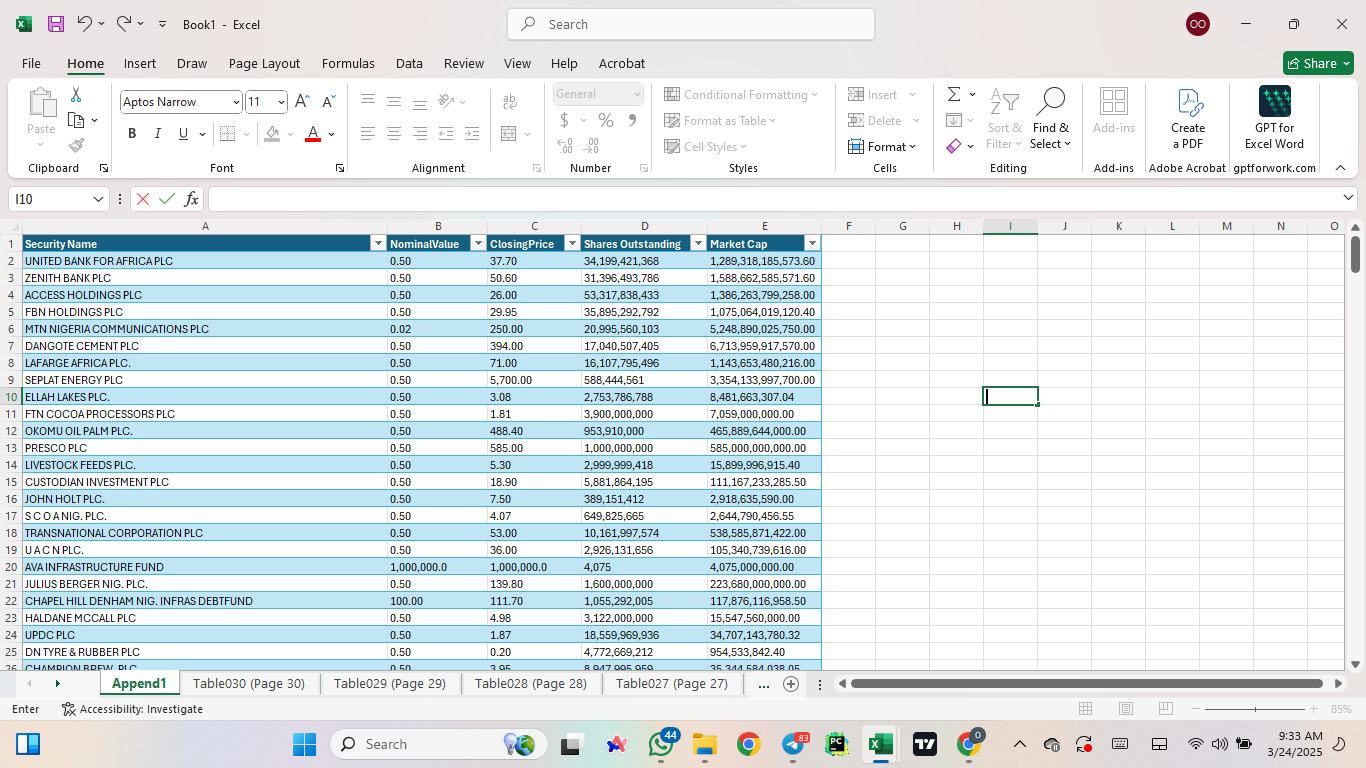 Book1 - Excel
Search
OO
File Home Insert Draw Page Layout Formulas Data Review View Help Acrobat Share
Paste
Aptos Narrow 11
B I U A
ab
General
$ % 9
.00
Conditional Formatting
Format as Table
Cell Styles
Insert
Delete
Format
Sort & Filter
Find & Select
Add-ins
Create a PDF
GPT for Excel Word
Clipboard Font Alignment Number Styles Cells Editing Add-ins Adobe Acrobat gptforwork.com
I10 fx
A B C D E F G H I J K L M N O
1 Security Name NominalValue ClosingPrice Shares Outstanding Market Cap
2 UNITED BANK FOR AFRICA PLC 0.50 37.70 34,199,421,368 1,289,318,185,573.60
3 ZENITH BANK PLC 0.50 50.60 31,396,493,786 1,588,662,585,571.60
4 ACCESS HOLDINGS PLC 0.50 26.00 53,317,838,433 1,386,263,799,258.00
5 FBN HOLDINGS PLC 0.50 29.95 35,895,292,792 1,075,064,019,120.40
6 MTN NIGERIA COMMUNICATIONS PLC 0.02 250.00 20,995,560,103 5,248,890,025,750.00
7 DANGOTE CEMENT PLC 0.50 394.00 17,040,507,405 6,713,959,917,570.00
8 LAFARGE AFRICA PLC. 0.50 71.00 16,107,795,496 1,143,653,480,216.00
9 SEPLAT ENERGY PLC 0.50 5,700.00 588,444,561 3,354,133,997,700.00
10 ELLAH LAKES PLC. 0.50 3.08 2,753,786,788 8,481,663,307.04
11 FTN COCOA PROCESSORS PLC 0.50 1.81 3,900,000,000 7,059,000,000.00
12 OKOMU OIL PALM PLC. 0.50 488.40 953,910,000 465,889,644,000.00
13 PRESCO PLC 0.50 585.00 1,000,000,000 585,000,000,000.00
14 LIVESTOCK FEEDS PLC. 0.50 5.30 2,999,999,418 15,899,996,915.40
15 CUSTODIAN INVESTMENT PLC 0.50 18.90 5,881,864,195 111,167,233,285.50
16 JOHN HOLT PLC. 0.50 7.50 389,151,412 2,918,635,590.00
17 S C O A NIG. PLC. 0.50 4.07 649,825,665 2,644,790,456.55
18 TRANSNATIONAL CORPORATION PLC 0.50 53.00 10,161,997,574 538,585,871,422.00
19 U A C N PLC. 0.50 36.00 2,926,131,656 105,340,739,616.00
20 AVA INFRASTRUCTURE FUND 1,000,000.0 1,000,000.0 4,075 4,075,000,000.00
21 JULIUS BERGER NIG. PLC. 0.50 139.80 1,600,000,000 223,680,000,000.00
22 CHAPEL HILL DENHAM NIG. INFRAS DEBTFUND 100.00 111.70 1,055,292,005 117,876,116,958.50
23 HALDANE MCCALL PLC 0.50 4.98 3,122,000,000 15,547,560,000.00
24 UPDC PLC 0.50 1.87 18,559,969,936 34,707,143,780.32
25 DN TYRE & RUBBER PLC 0.50 0.20 4,772,669,212 954,533,842.40
26 CHAMPION BREW. PLC. 0.50 3.95 8,947,995,959 35,344,584,038.05
Append1 Table030 (Page 30) Table029 (Page 29) Table028 (Page 28) Table027 (Page 27) ...
Enter Accessibility: Investigate 85%
Search 44 83 PC 0 9:33 AM
3/24/2025